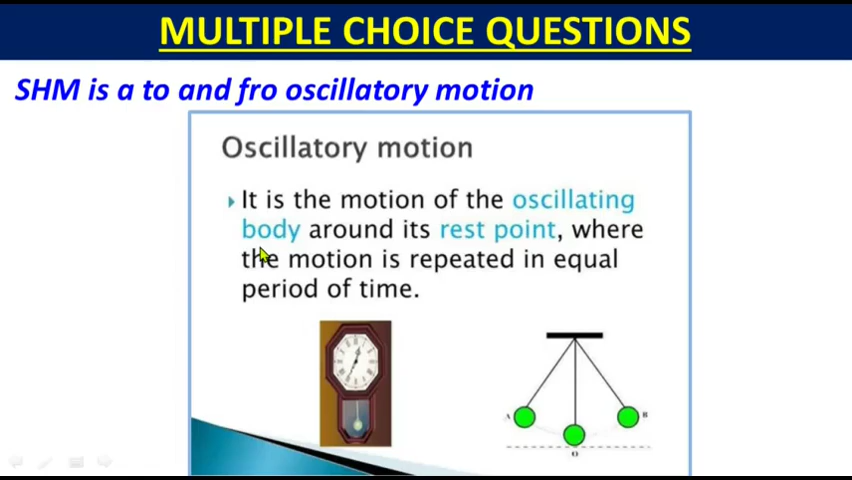 MULTIPLE CHOICE QUESTIONS
SHM is a to and fro oscillatory motion
Oscillatory motion
It is the motion of the oscillating
body around its rest point, where
the motion is repeated in equal
period of time.
A
B
O